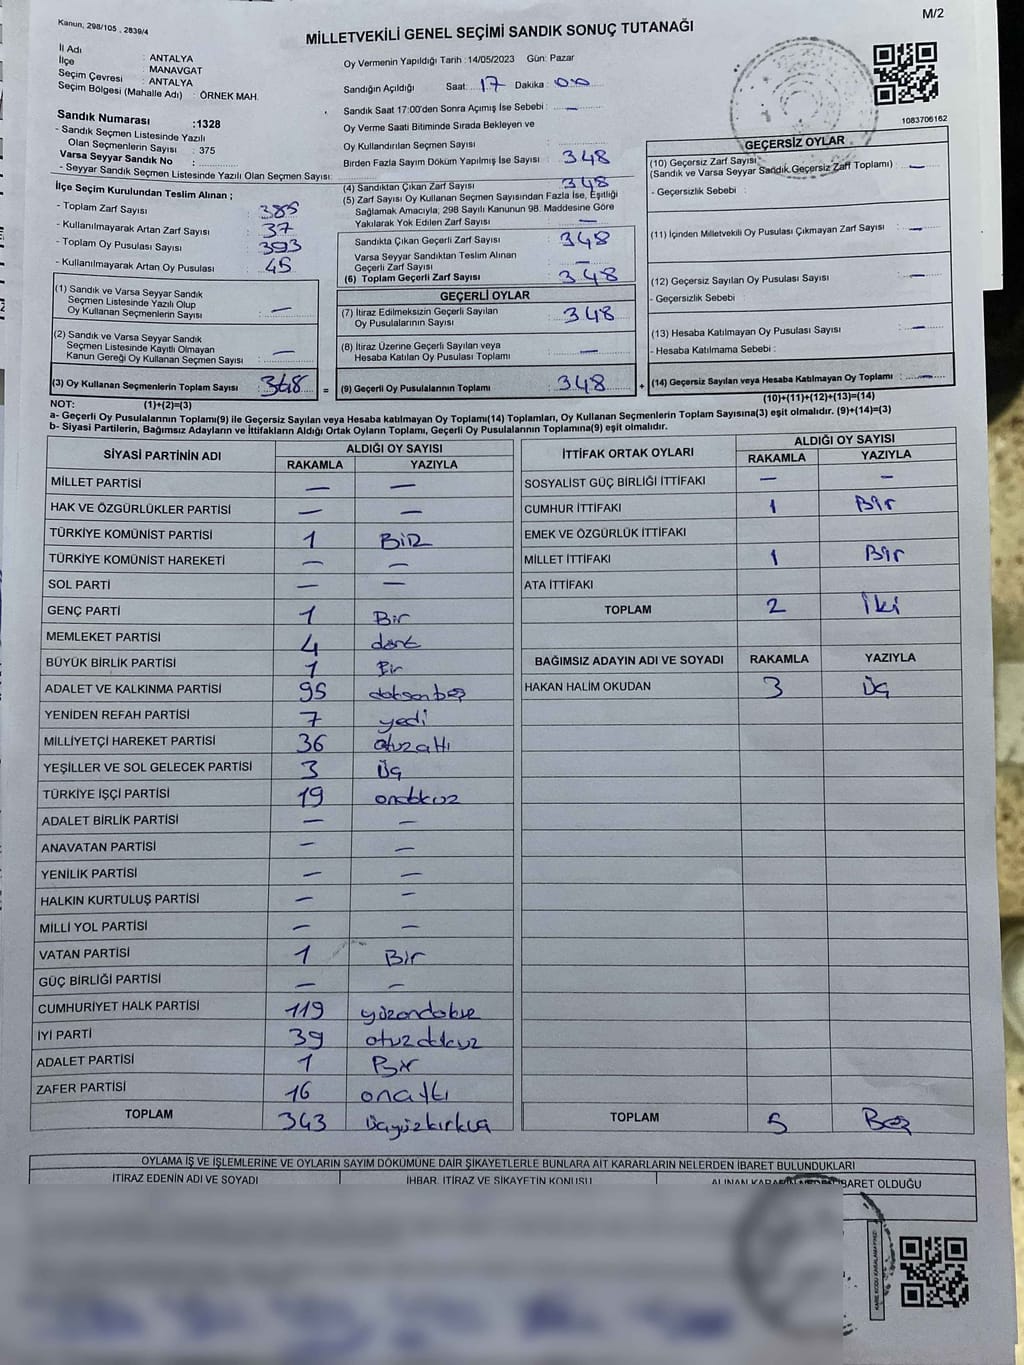 Kanun, 298/105 , 2839/4
M/2
MİLLETVEKİLİ GENEL SEÇİMİ SANDIK SONUÇ TUTANAĞI
İl Adı : ANTALYA
İlçe : MANAVGAT
Seçim Çevresi : ANTALYA
Seçim Bölgesi (Mahalle Adı) : ÖRNEK MAH.
Sandık Numarası :1328
- Sandık Seçmen Listesinde Yazılı
Olan Seçmenlerin Sayısı : 375
Varsa Seyyar Sandık No :
- Seyyar Sandık Seçmen Listesinde Yazılı Olan Seçmen Sayısı:
Oy Vermenin Yapıldığı Tarih :14/05/2023 Gün: Pazar
Sandığın Açıldığı Saat: 17 Dakika : 00
Sandık Saat 17:00'den Sonra Açımış İse Sebebi : —
Oy Verme Saati Bitiminde Sırada Bekleyen ve
Oy Kullandırılan Seçmen Sayısı :
Birden Fazla Sayım Döküm Yapılmış İse Sayısı : 348
1083706162
İlçe Seçim Kurulundan Teslim Alınan ;
- Toplam Zarf Sayısı : 385
- Kullanılmayarak Artan Zarf Sayısı : 37
- Toplam Oy Pusulası Sayısı : 393
- Kullanılmayarak Artan Oy Pusulası : 45
(1) Sandık ve Varsa Seyyar Sandık
Seçmen Listesinde Yazılı Olup
Oy Kullanan Seçmenlerin Sayısı : —
(2) Sandık ve Varsa Seyyar Sandık
Seçmen Listesinde Kayıtlı Olmayan
Kanun Gereği Oy Kullanan Seçmen Sayısı : —
(3) Oy Kullanan Seçmenlerin Toplam Sayısı : 348 =
(1)+(2)=(3)
(4) Sandıktan Çıkan Zarf Sayısı 348
(5) Zarf Sayısı Oy Kullanan Seçmen Sayısından Fazla İse, Eşitliği
Sağlamak Amacıyla, 298 Sayılı Kanunun 98. Maddesine Göre
Yakılarak Yok Edilen Zarf Sayısı : —
Sandıkta Çıkan Geçerli Zarf Sayısı : 348
Varsa Seyyar Sandıktan Teslim Alınan
Geçerli Zarf Sayısı : —
(6) Toplam Geçerli Zarf Sayısı : 348
GEÇERLİ OYLAR
(7) İtiraz Edilmeksizin Geçerli Sayılan
Oy Pusulalarının Sayısı : 348
(8) İtiraz Üzerine Geçerli Sayılan veya
Hesaba Katılan Oy Pusulası Toplamı : —
(9) Geçerli Oy Pusulalarının Toplamı : 348 +
GEÇERSİZ OYLAR
(10) Geçersiz Zarf Sayısı
(Sandık ve Varsa Seyyar Sandık Geçersiz Zarf Toplamı) : —
- Geçersizlik Sebebi :
(11) İçinden Milletvekili Oy Pusulası Çıkmayan Zarf Sayısı : —
(12) Geçersiz Sayılan Oy Pusulası Sayısı : —
- Geçersizlik Sebebi :
(13) Hesaba Katılmayan Oy Pusulası Sayısı : —
- Hesaba Katılmama Sebebi :
(14) Geçersiz Sayılan veya Hesaba Katılmayan Oy Toplamı : —
(10)+(11)+(12)+(13)=(14)
NOT:
a- Geçerli Oy Pusulalarının Toplamı(9) ile Geçersiz Sayılan veya Hesaba katılmayan Oy Toplamı(14) Toplamları, Oy Kullanan Seçmenlerin Toplam Sayısına(3) eşit olmalıdır. (9)+(14)=(3)
b- Siyasi Partilerin, Bağımsız Adayların ve İttifakların Aldığı Ortak Oyların Toplamı, Geçerli Oy Pusulalarının Toplamına(9) eşit olmalıdır.
SİYASİ PARTİNİN ADI ALDIĞI OY SAYISI
RAKAMLA YAZIYLA
MİLLET PARTİSİ — —
HAK VE ÖZGÜRLÜKLER PARTİSİ — —
TÜRKİYE KOMÜNİST PARTİSİ 1 BİR
TÜRKİYE KOMÜNİST HAREKETİ — —
SOL PARTİ — —
GENÇ PARTİ 1 Bir
MEMLEKET PARTİSİ 4 dört
BÜYÜK BİRLİK PARTİSİ 1 Bir
ADALET VE KALKINMA PARTİSİ 95 doksanbeş
YENİDEN REFAH PARTİSİ 7 yedi
MİLLİYETÇİ HAREKET PARTİSİ 36 otuzaltı
YEŞİLLER VE SOL GELECEK PARTİSİ 3 Üç
TÜRKİYE İŞÇİ PARTİSİ 19 ondokuz
ADALET BİRLİK PARTİSİ — —
ANAVATAN PARTİSİ — —
YENİLİK PARTİSİ — —
HALKIN KURTULUŞ PARTİSİ — —
MİLLİ YOL PARTİSİ — —
VATAN PARTİSİ 1 Bir
GÜÇ BİRLİĞİ PARTİSİ — —
CUMHURİYET HALK PARTİSİ 119 yüzondokuz
İYİ PARTİ 39 otuzdokuz
ADALET PARTİSİ 1 Bir
ZAFER PARTİSİ 16 onaltı
TOPLAM 343 Üçyüzkırküç
İTTİFAK ORTAK OYLARI ALDIĞI OY SAYISI
RAKAMLA YAZIYLA
SOSYALİST GÜÇ BİRLİĞİ İTTİFAKI — —
CUMHUR İTTİFAKI 1 Bir
EMEK VE ÖZGÜRLÜK İTTİFAKI
MİLLET İTTİFAKI 1 Bir
ATA İTTİFAKI
TOPLAM 2 İki
BAĞIMSIZ ADAYIN ADI VE SOYADI RAKAMLA YAZIYLA
HAKAN HALİM OKUDAN 3 Üç
TOPLAM 5 Beş
OYLAMA İŞ VE İŞLEMLERİNE VE OYLARIN SAYIM DÖKÜMÜNE DAİR ŞİKAYETLERLE BUNLARA AİT KARARLARIN NELERDEN İBARET BULUNDUKLARI
İTİRAZ EDENİN ADI VE SOYADI İHBAR, İTİRAZ VE ŞİKAYETİN KONUSU ALINAN KARARIN NEDEN İBARET OLDUĞU